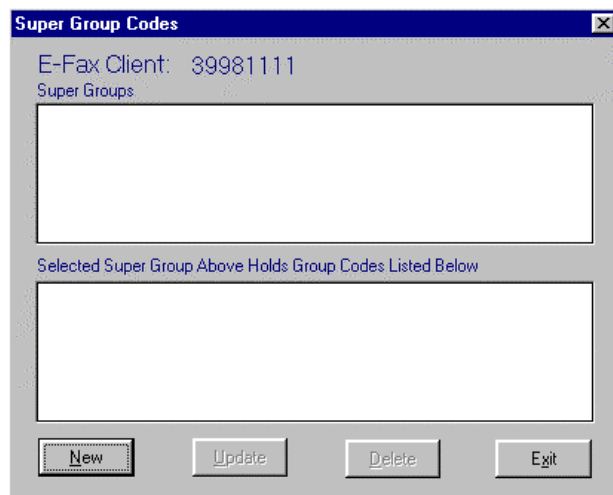 Super Group Codes
E-Fax Client: 39981111
Super Groups
Selected Super Group Above Holds Group Codes Listed Below
New Update Delete Exit